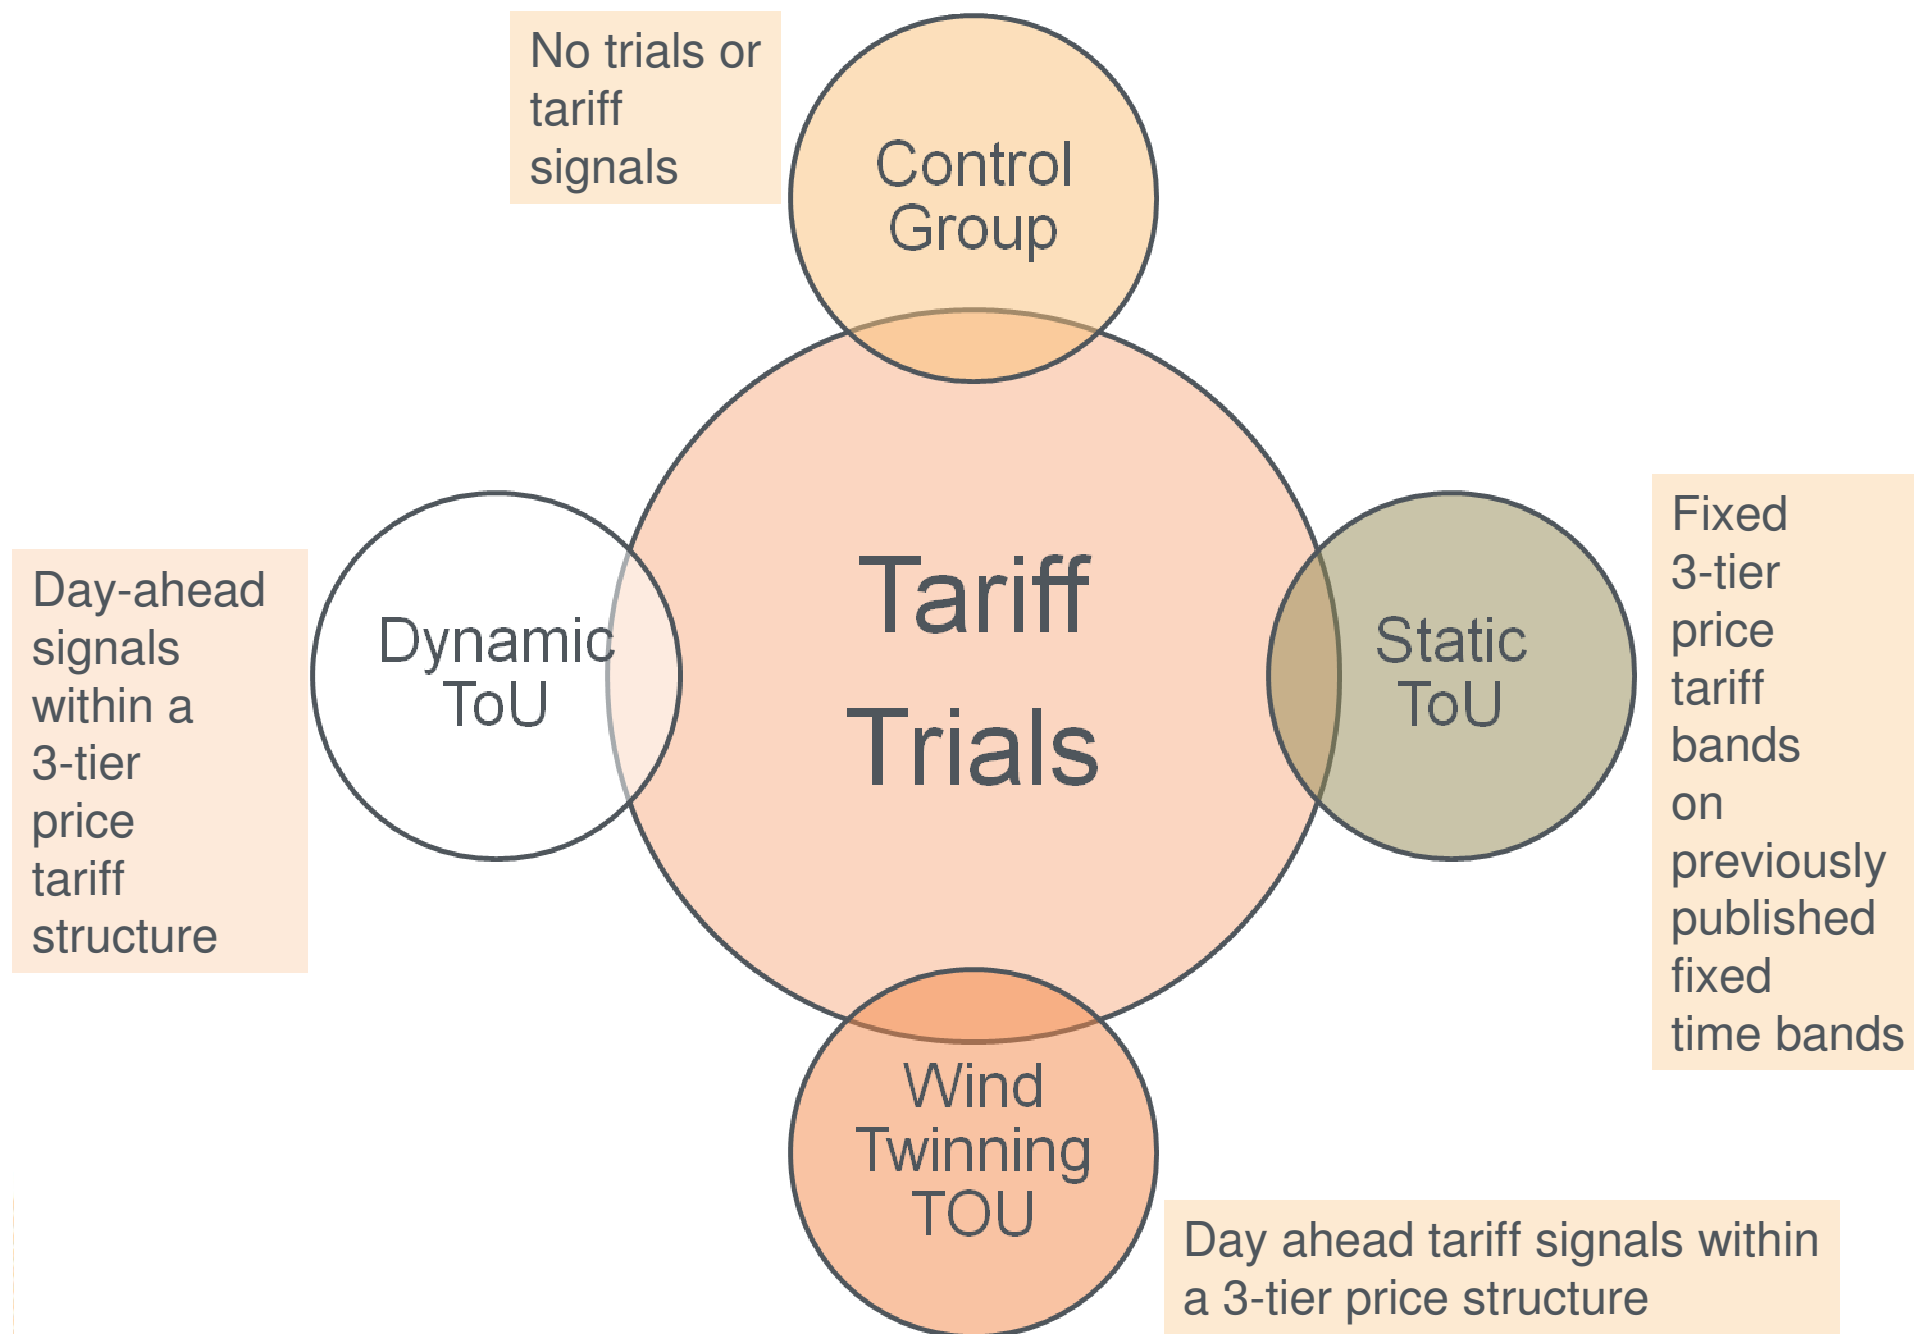 No trials or
tariff
signals
Control
Group
Day-ahead
signals
within a
3-tier
price
tariff
structure
Dynamic
ToU
Tariff
Trials
Static
ToU
Fixed
3-tier
price
tariff
bands
on
previously
published
fixed
time bands
Wind
Twinning
TOU
Day ahead tariff signals within
a 3-tier price structure